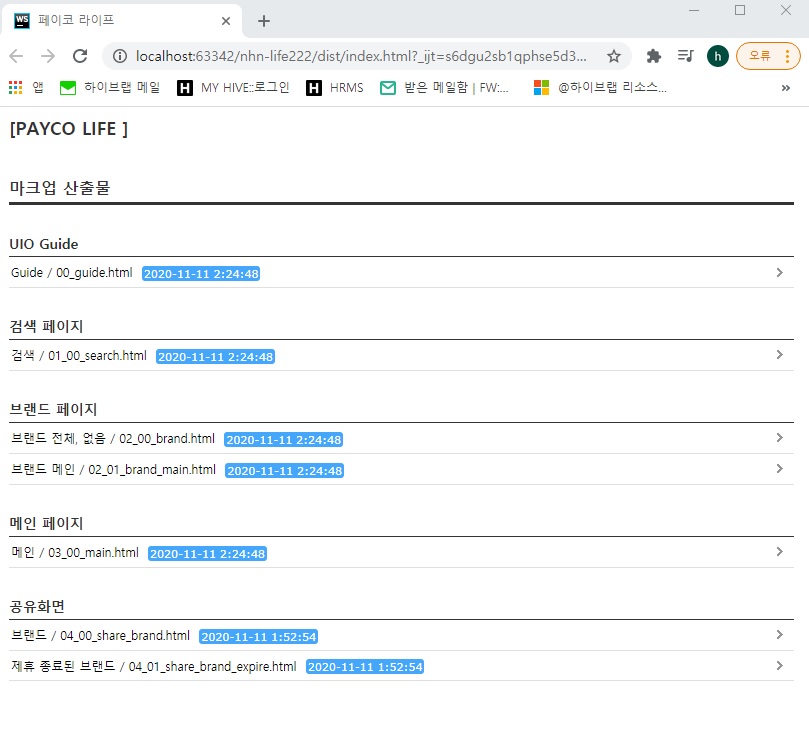 WS 페이코 라이프
localhost:63342/nhn-life222/dist/index.html?_ijt=s6dgu2sb1qphse5d3... h 오류
앱 하이브랩 메일 H MY HIVE::로그인 H HRMS 받은 메일함 | FW:... @하이브랩 리소스... »
[PAYCO LIFE ]
마크업 산출물
UIO Guide
Guide / 00_guide.html 2020-11-11 2:24:48
검색 페이지
검색 / 01_00_search.html 2020-11-11 2:24:48
브랜드 페이지
브랜드 전체, 없음 / 02_00_brand.html 2020-11-11 2:24:48
브랜드 메인 / 02_01_brand_main.html 2020-11-11 2:24:48
메인 페이지
메인 / 03_00_main.html 2020-11-11 2:24:48
공유화면
브랜드 / 04_00_share_brand.html 2020-11-11 1:52:54
제휴 종료된 브랜드 / 04_01_share_brand_expire.html 2020-11-11 1:52:54